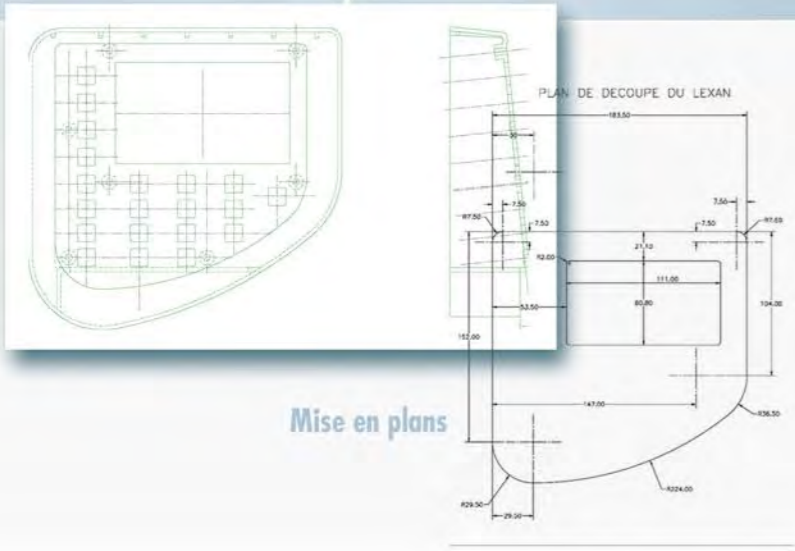 PLAN DE DECOUPE DU LEXAN
183,50
30
7,50
7,50
R7.50
7,50
7,50
R7.50
21,10
R2.00
111.00
53,50
60,80
104.00
152,00
147.00
Mise en plans
R36,50
R224.00
R29.50
29.50